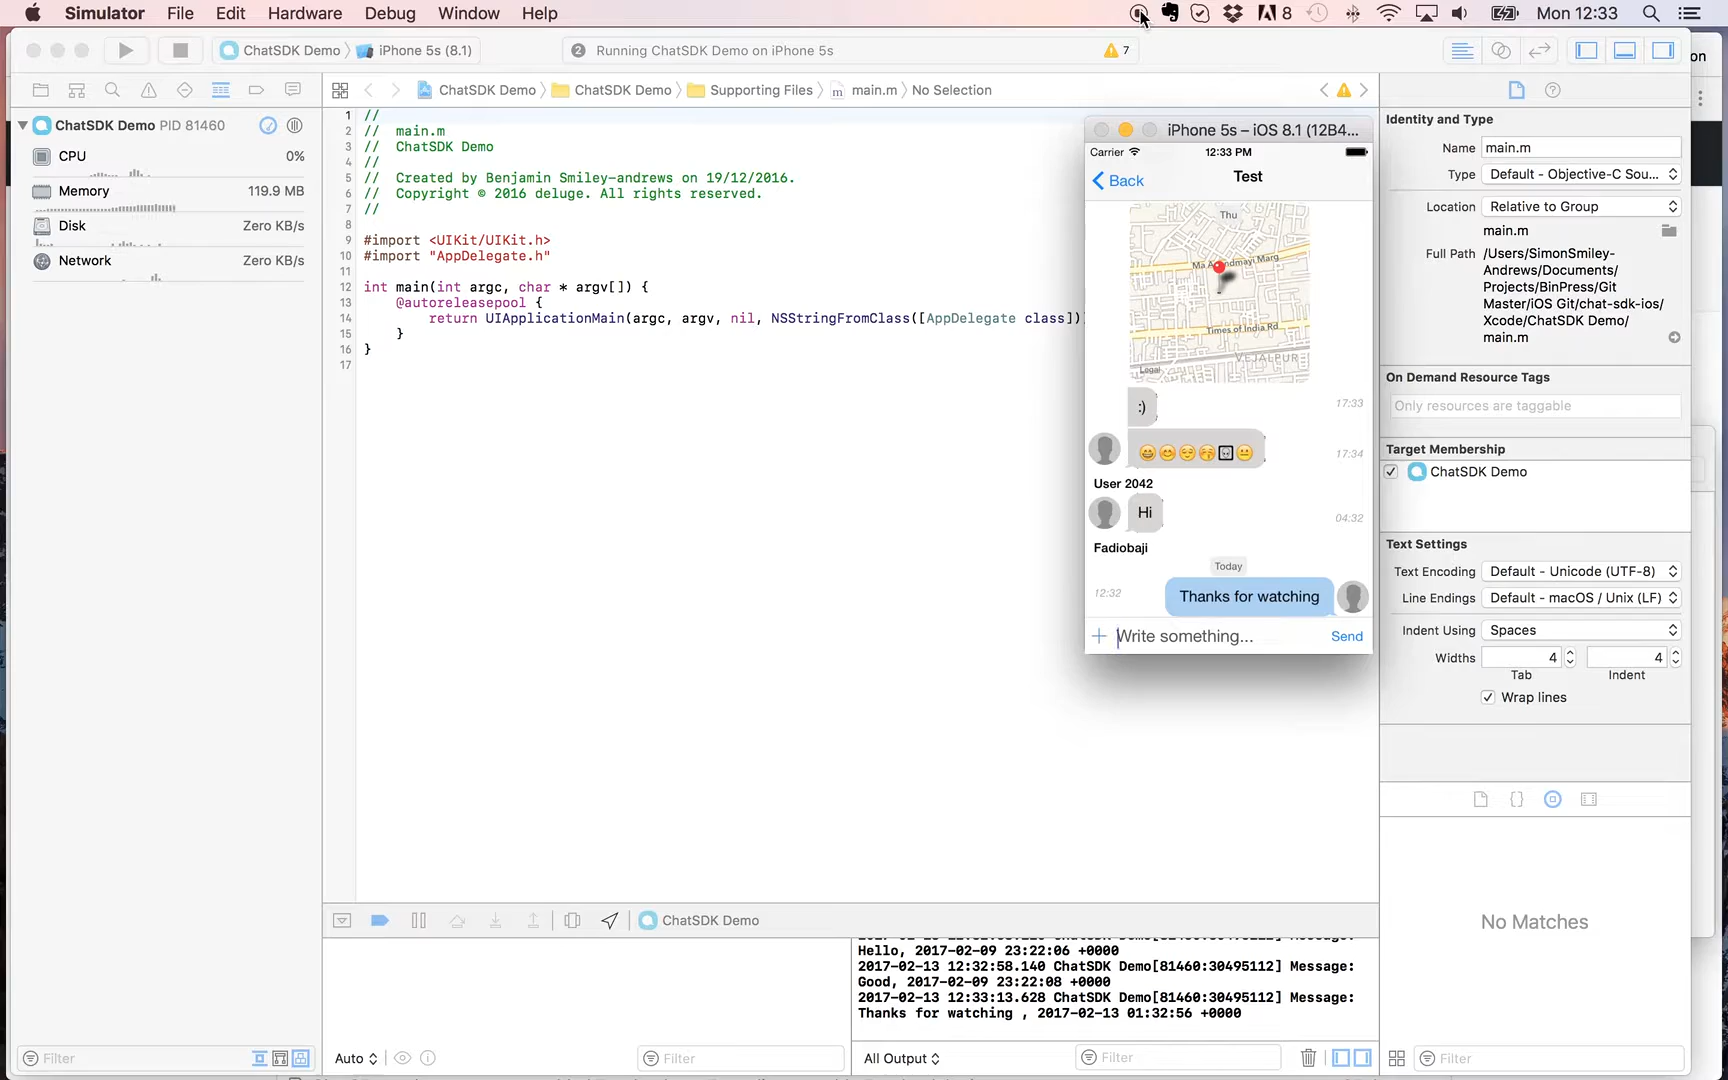 Simulator File Edit Hardware Debug Window Help 8 Mon 12:33
ChatSDK Demo iPhone 5s (8.1) 2 Running ChatSDK Demo on iPhone 5s 7
on
ChatSDK Demo ChatSDK Demo Supporting Files m main.m No Selection
ChatSDK Demo PID 81460
CPU 0%
Memory 119.9 MB
Disk Zero KB/s
Network Zero KB/s
1 //
2 // main.m
3 // ChatSDK Demo
4 //
5 // Created by Benjamin Smiley-andrews on 19/12/2016.
6 // Copyright © 2016 deluge. All rights reserved.
7 //
8
9 #import <UIKit/UIKit.h>
10 #import "AppDelegate.h"
11
12 int main(int argc, char * argv[]) {
13 @autoreleasepool {
14 return UIApplicationMain(argc, argv, nil, NSStringFromClass([AppDelegate class])
15 }
16 }
17
iPhone 5s – iOS 8.1 (12B4...
Carrier 12:33 PM
Back Test
Thu
Times of India Rd
VEJALPUR
Legal
:) 17:33
😄😊😌😚💀😐 17:34
User 2042
Hi 04:32
Fadiobaji
Today
12:32 Thanks for watching
+ Write something... Send
Identity and Type
Name main.m
Type Default - Objective-C Sou...
Location Relative to Group
main.m
Full Path /Users/SimonSmiley-
Andrews/Documents/
Projects/BinPress/Git
Master/iOS Git/chat-sdk-ios/
Xcode/ChatSDK Demo/
main.m
On Demand Resource Tags
Only resources are taggable
Target Membership
ChatSDK Demo
Text Settings
Text Encoding Default - Unicode (UTF-8)
Line Endings Default - macOS / Unix (LF)
Indent Using Spaces
Widths 4 4
Tab Indent
Wrap lines
{}
No Matches
ChatSDK Demo
Hello, 2017-02-09 23:22:06 +0000
2017-02-13 12:32:58.140 ChatSDK Demo[81460:30495112] Message:
Good, 2017-02-09 23:22:08 +0000
2017-02-13 12:33:13.628 ChatSDK Demo[81460:30495112] Message:
Thanks for watching , 2017-02-13 01:32:56 +0000
Filter Auto Filter All Output Filter Filter